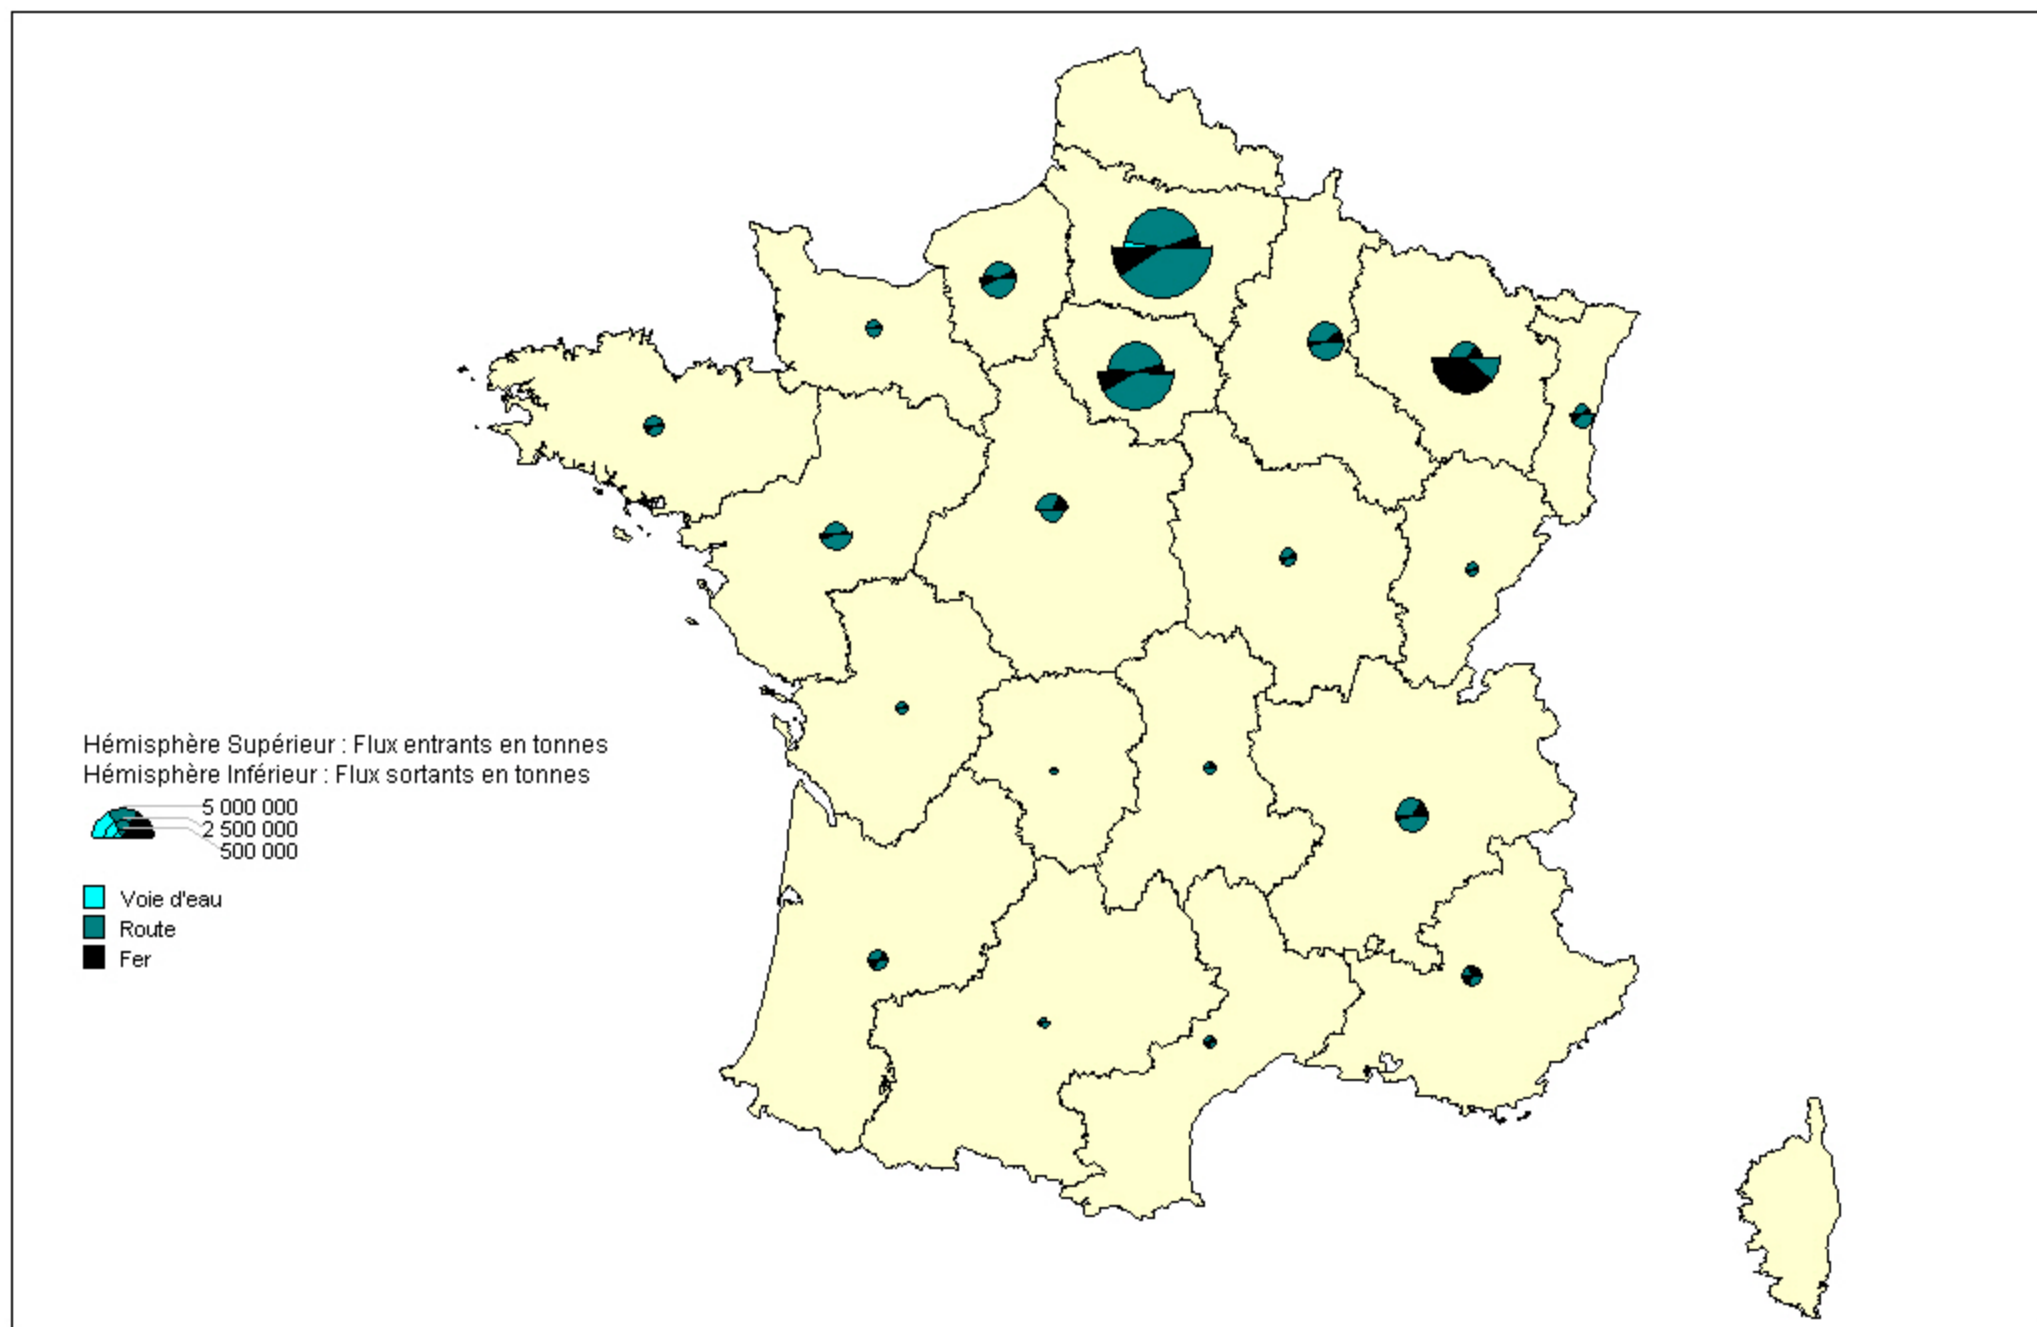 Hémisphère Supérieur : Flux entrants en tonnes
Hémisphère Inférieur : Flux sortants en tonnes
5 000 000
2 500 000
500 000
Voie d'eau
Route
Fer